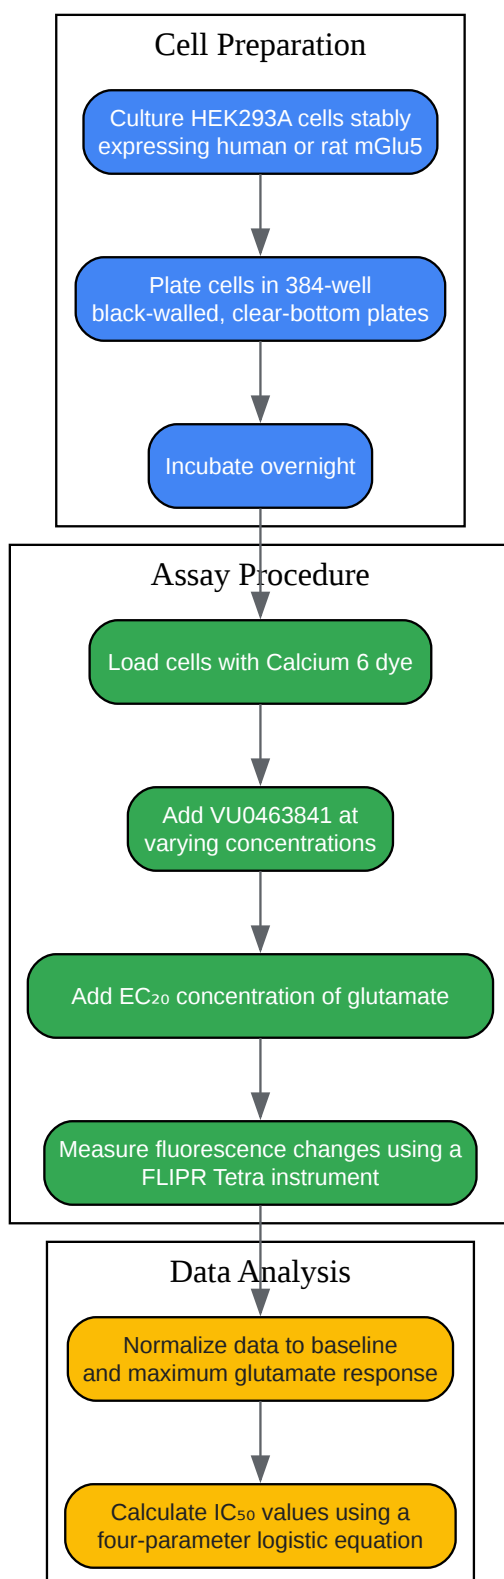 Cell Preparation
Culture HEK293A cells stably
expressing human or rat mGlu5
Plate cells in 384-well
black-walled, clear-bottom plates
Incubate overnight
Assay Procedure
Load cells with Calcium 6 dye
Add VU0463841 at
varying concentrations
Add EC₂₀ concentration of glutamate
Measure fluorescence changes using a
FLIPR Tetra instrument
Data Analysis
Normalize data to baseline
and maximum glutamate response
Calculate IC₅₀ values using a
four-parameter logistic equation